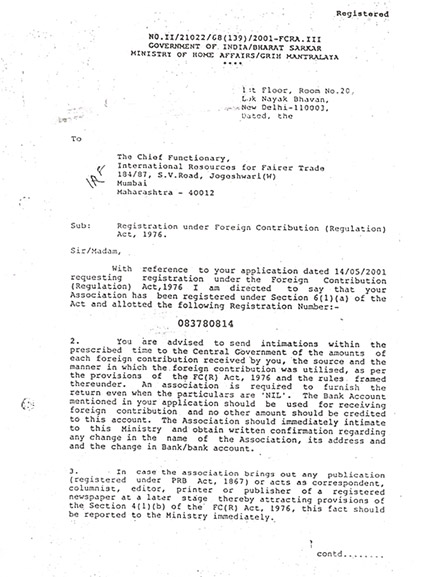 Registered
NO.II/21022/68(139)/2001-FCRA.III
GOVERNMENT OF INDIA/BHARAT SARKAR
MINISTRY OF HOME AFFAIRS/GRIH MANTRALAYA
****
1st Floor, Room No.20,
Lok Nayak Bhavan,
New Delhi-110003,
Dated, the
To
The Chief Functionary,
International Resources for Fairer Trade
184/87, S.V.Road, Jogeshwari(W)
Mumbai
Maharashtra - 40012
IRF
Sub: Registration under Foreign Contribution (Regulation)
Act, 1976.
Sir/Madam,
With reference to your application dated 14/05/2001
requesting registration under the Foreign Contribution
(Regulation) Act,1976 I am directed to say that your
Association has been registered under Section 6(1)(a) of the
Act and allotted the following Registration Number:-
083780814
2. You are advised to send intimations within the
prescribed time to the Central Government of the amounts of
each foreign contribution received by you, the source and the
manner in which the foreign contribution was utilised, as per
the provisions of the FC(R) Act, 1976 and the rules framed
thereunder. An association is required to furnish the
return even when the particulars are 'NIL'. The Bank Account
mentioned in your application should be used for receiving
foreign contribution and no other amount should be credited
to this account. The Association should immediately intimate
to this Ministry and obtain written confirmation regarding
any change in the name of the Association, its address and
and the change in Bank/bank account.
3. In case the association brings out any publication
(registered under PRB Act, 1867) or acts as correspondent,
columnist, editor, printer or publisher of a registered
newspaper at a later stage thereby attracting provisions of
the Section 4(1)(b) of the FC(R) Act, 1976, this fact should
be reported to the Ministry immediately.
contd........